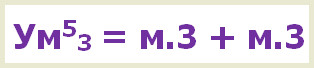 Ум⁵₃ = м.3 + м.3